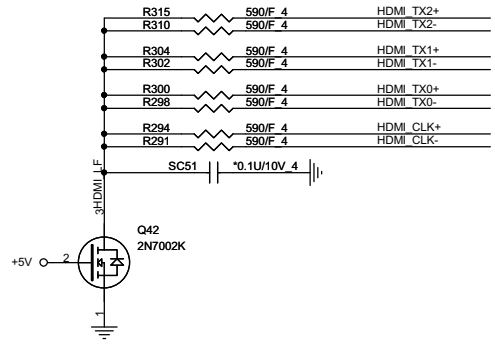 R315 590/F_4 HDMI_TX2+
R310 590/F_4 HDMI_TX2-
R304 590/F_4 HDMI_TX1+
R302 590/F_4 HDMI_TX1-
R300 590/F_4 HDMI_TX0+
R298 590/F_4 HDMI_TX0-
R294 590/F_4 HDMI_CLK+
R291 590/F_4 HDMI_CLK-
SC51 *0.1U/10V_4
HDMI_LF
3
Q42
2N7002K
+5V 2
1